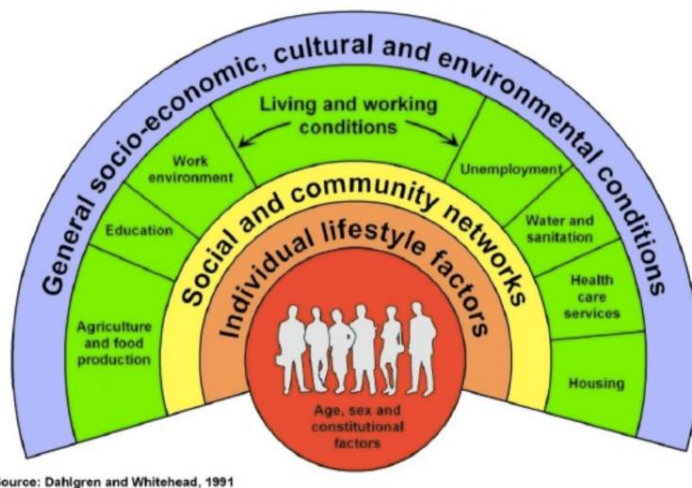 General socio-economic, cultural and environmental conditions
Living and working
conditions
Work
environment
Unemployment
Education
Water and
sanitation
Agriculture
and food
production
Health
care
services
Housing
Social and community networks
Individual lifestyle factors
Age, sex and
constitutional
factors
ource: Dahlgren and Whitehead, 1991